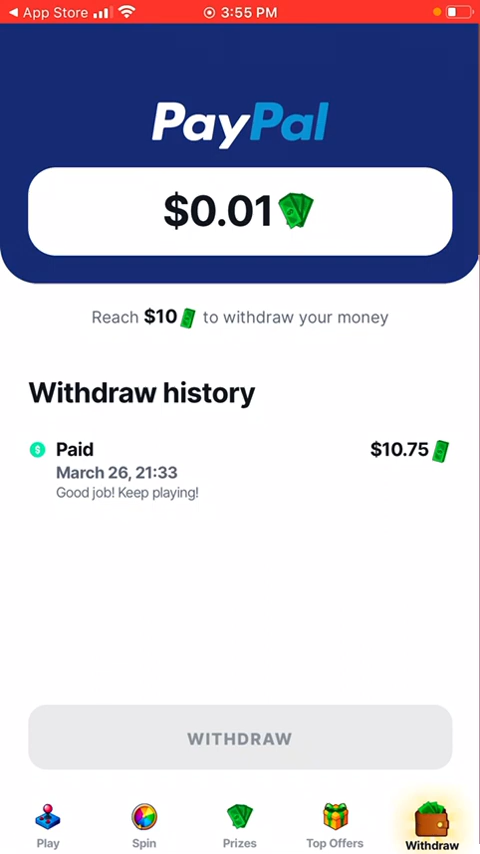 ◀ App Store 3:55 PM
PayPal
$0.01
Reach $10 to withdraw your money
Withdraw history
Paid $10.75
March 26, 21:33
Good job! Keep playing!
WITHDRAW
Play Spin Prizes Top Offers Withdraw